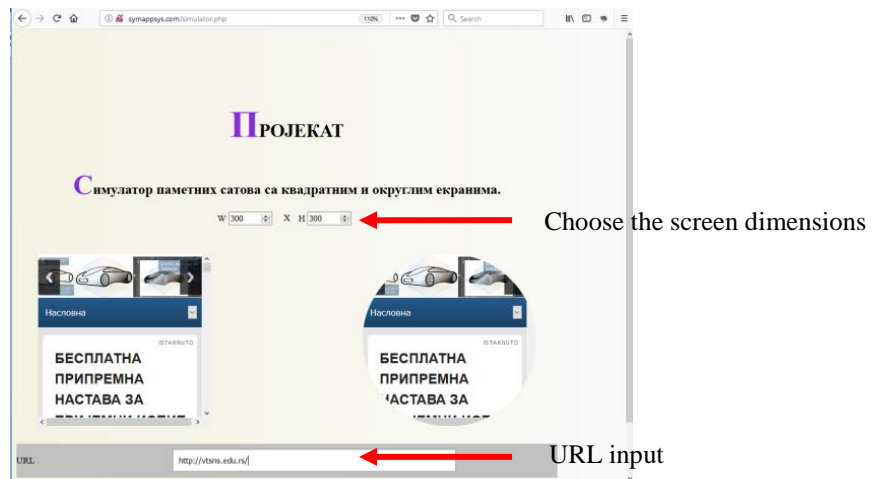 symappsys.com/simulator.php
110%
Search
ПРОЈЕКАТ
Симулатор паметних сатова са квадратним и округлим екранима.
W 300 X H 300
Choose the screen dimensions
Насловна
ISTAKNUTO
БЕСПЛАТНА
ПРИПРЕМНА
НАСТАВА ЗА
Насловна
ISTAKNUTO
БЕСПЛАТНА
ПРИПРЕМНА
НАСТАВА ЗА
URL
http://vtsns.edu.rs/
URL input